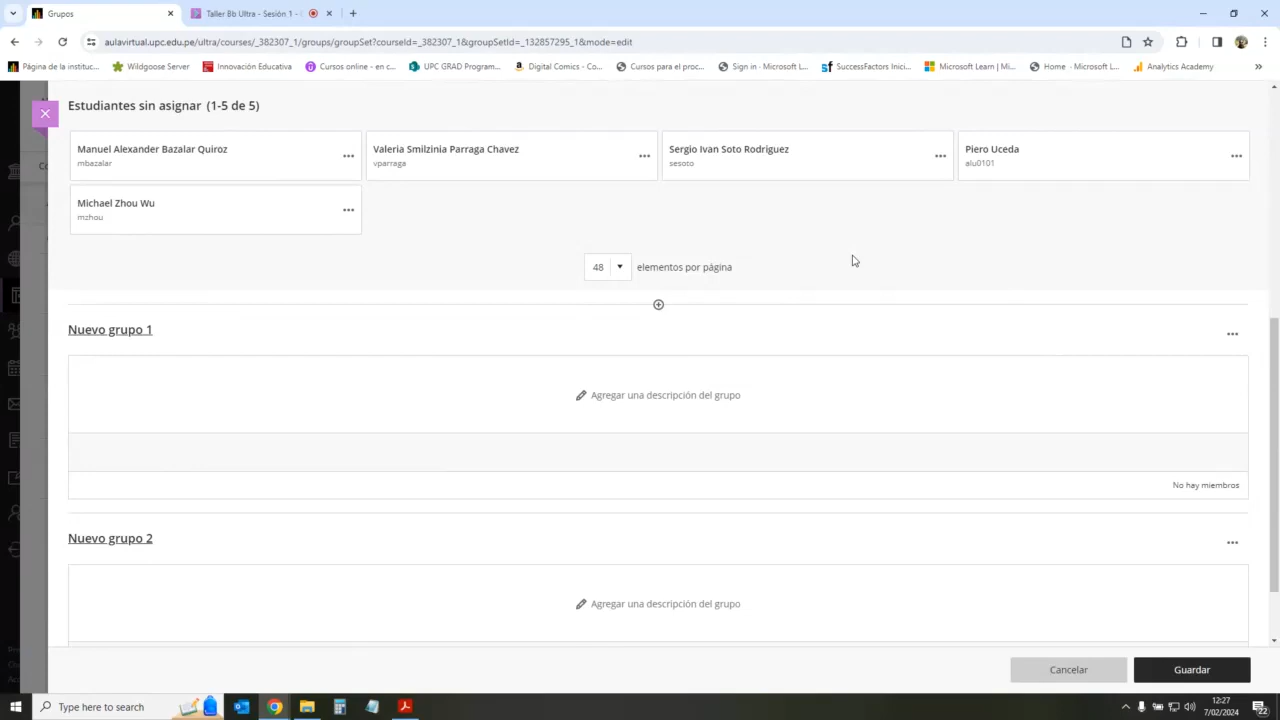 Grupos
Taller Bb Ultra - Sesión 1 -
aulavirtual.upc.edu.pe/ultra/courses/_382307_1/groups/groupSet?courseId=_382307_1&groupSetId=_132857295_1&mode=edit
Página de la instituc... Wildgoose Server Innovación Educativa Cursos online - en c... UPC GRAD Program... Digital Comics - Co... Cursos para el proc... Sign in - Microsoft L... SuccessFactors Inici... Microsoft Learn | Mi... Home - Microsoft L... Analytics Academy »
Estudiantes sin asignar (1-5 de 5)
Manuel Alexander Bazalar Quiroz
mbazalar
Valeria Smilzinia Parraga Chavez
vparraga
Sergio Ivan Soto Rodriguez
sesoto
Piero Uceda
alu0101
Michael Zhou Wu
mzhou
48 elementos por página
Nuevo grupo 1
Agregar una descripción del grupo
No hay miembros
Nuevo grupo 2
Agregar una descripción del grupo
Cancelar Guardar
Type here to search
12:27
7/02/2024
22